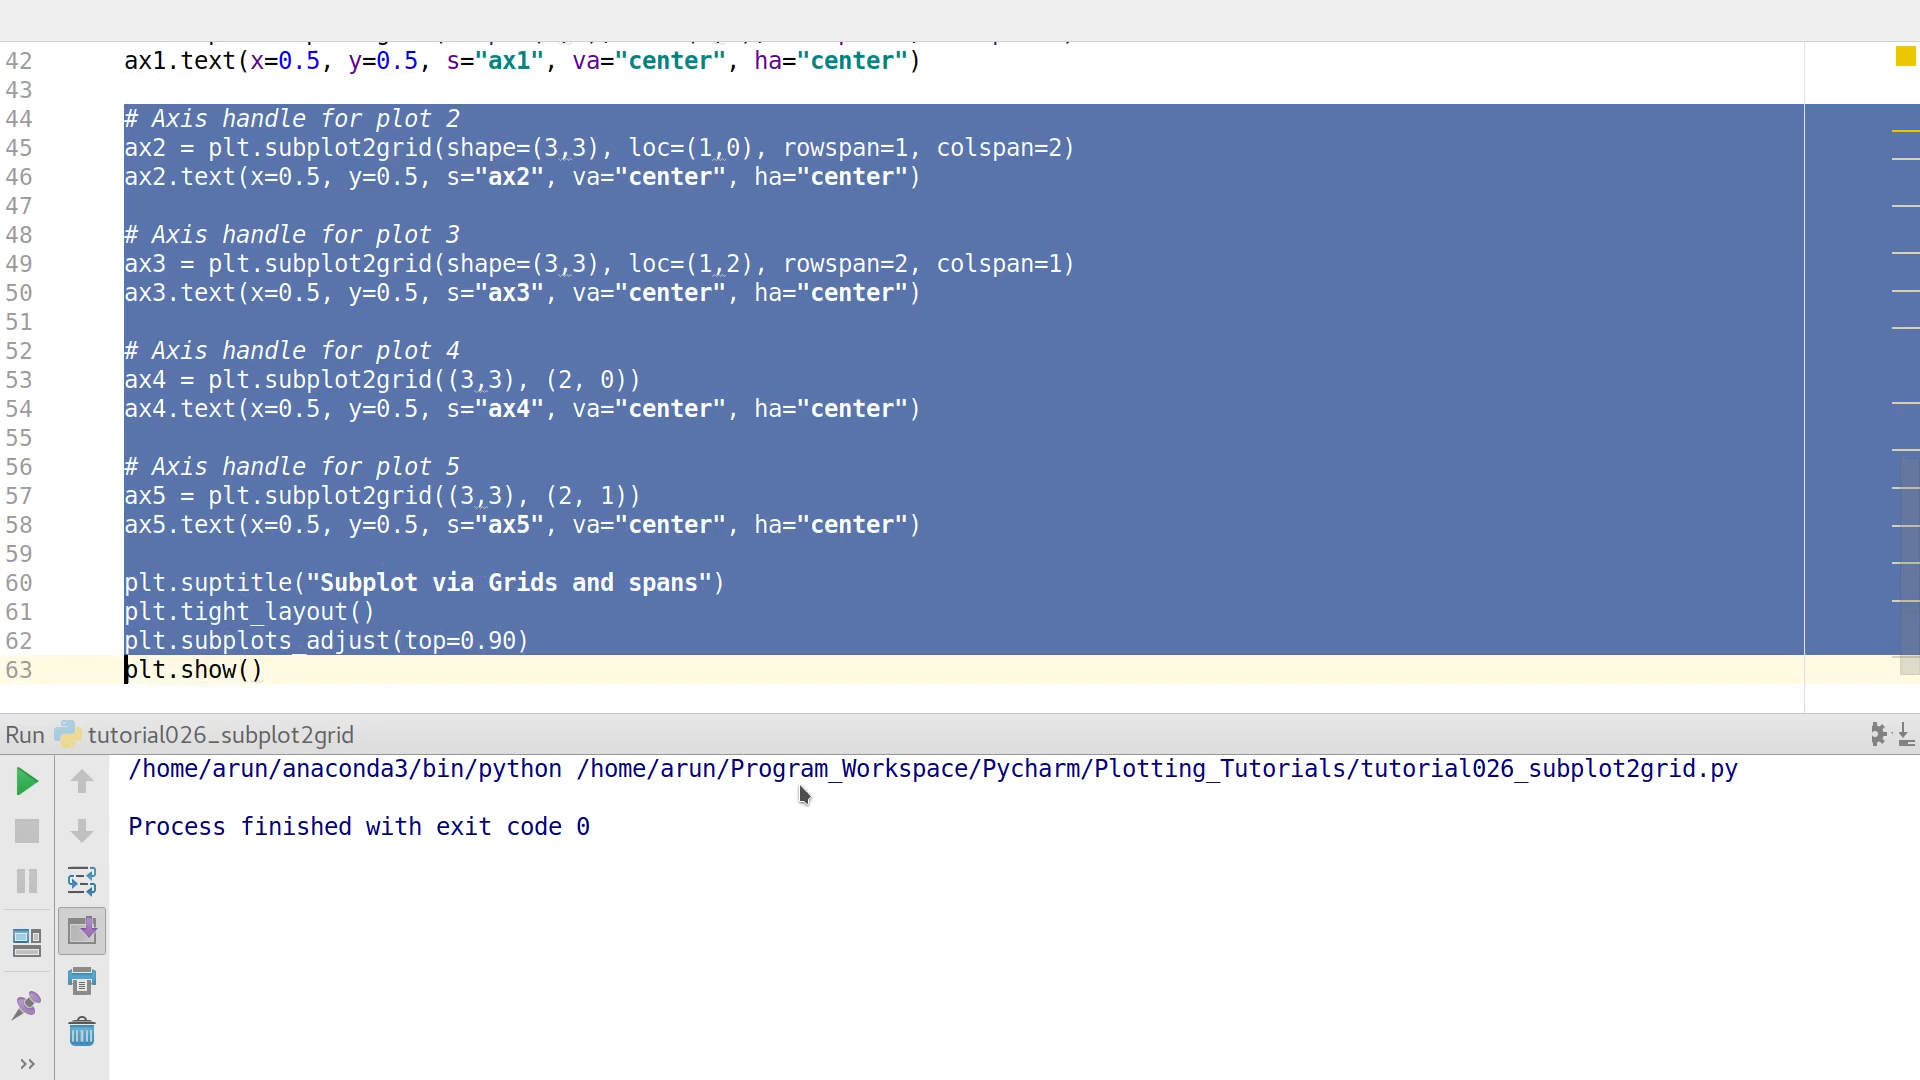 42 ax1.text(x=0.5, y=0.5, s="ax1", va="center", ha="center")
43
44 # Axis handle for plot 2
45 ax2 = plt.subplot2grid(shape=(3,3), loc=(1,0), rowspan=1, colspan=2)
46 ax2.text(x=0.5, y=0.5, s="ax2", va="center", ha="center")
47
48 # Axis handle for plot 3
49 ax3 = plt.subplot2grid(shape=(3,3), loc=(1,2), rowspan=2, colspan=1)
50 ax3.text(x=0.5, y=0.5, s="ax3", va="center", ha="center")
51
52 # Axis handle for plot 4
53 ax4 = plt.subplot2grid((3,3), (2, 0))
54 ax4.text(x=0.5, y=0.5, s="ax4", va="center", ha="center")
55
56 # Axis handle for plot 5
57 ax5 = plt.subplot2grid((3,3), (2, 1))
58 ax5.text(x=0.5, y=0.5, s="ax5", va="center", ha="center")
59
60 plt.suptitle("Subplot via Grids and spans")
61 plt.tight_layout()
62 plt.subplots_adjust(top=0.90)
63 plt.show()
Run tutorial026_subplot2grid
/home/arun/anaconda3/bin/python /home/arun/Program_Workspace/Pycharm/Plotting_Tutorials/tutorial026_subplot2grid.py
Process finished with exit code 0